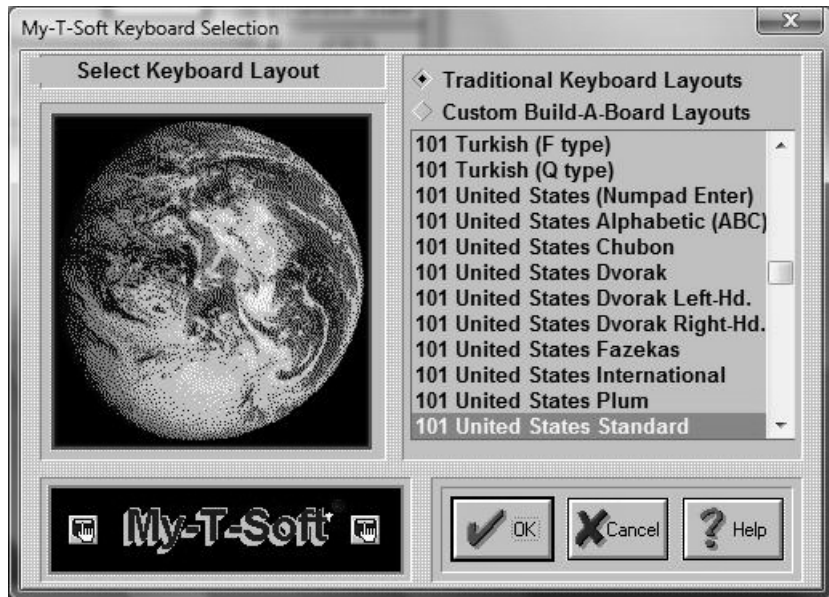 My-T-Soft Keyboard Selection
X
Select Keyboard Layout
Traditional Keyboard Layouts
Custom Build-A-Board Layouts
101 Turkish (F type)
101 Turkish (Q type)
101 United States (Numpad Enter)
101 United States Alphabetic (ABC)
101 United States Chubon
101 United States Dvorak
101 United States Dvorak Left-Hd.
101 United States Dvorak Right-Hd.
101 United States Fazekas
101 United States International
101 United States Plum
101 United States Standard
My-T-Soft
OK
Cancel
? Help